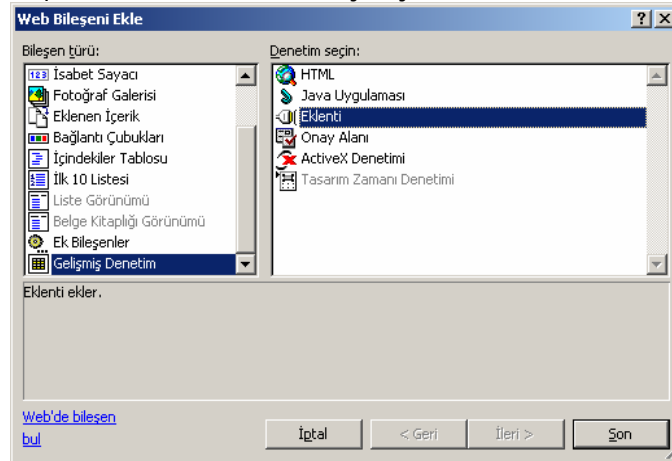 Web Bileşeni Ekle
Bileşen türü:
İsabet Sayacı
Fotoğraf Galerisi
Eklenen İçerik
Bağlantı Çubukları
İçindekiler Tablosu
İlk 10 Listesi
Liste Görünümü
Belge Kitaplığı Görünümü
Ek Bileşenler
Gelişmiş Denetim
Denetim seçin:
HTML
Java Uygulaması
Eklenti
Onay Alanı
ActiveX Denetimi
Tasarım Zamanı Denetimi
Eklenti ekler.
Web'de bileşen
bul
İptal
< Geri
İleri >
Son